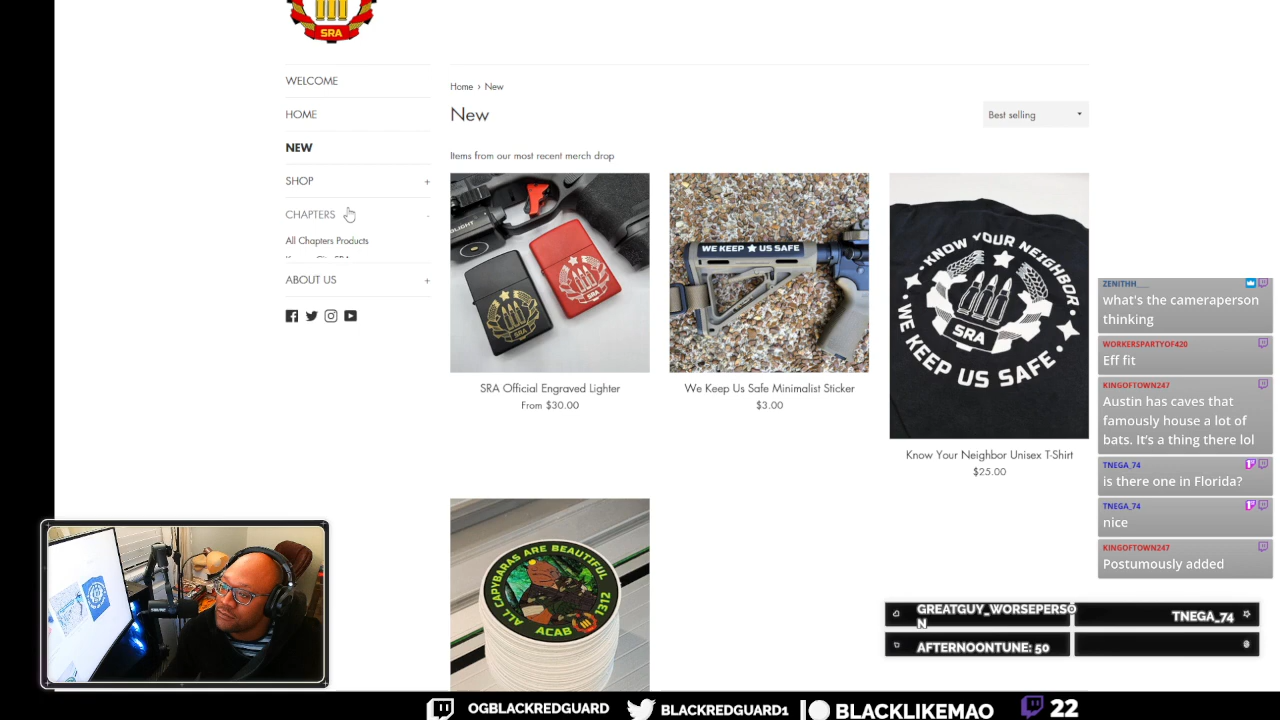 SRA
WELCOME
HOME
NEW
SHOP +
CHAPTERS -
All Chapters Products
ABOUT US +
Home › New
New
Best selling
Items from our most recent merch drop
SRA
SRA
SRA Official Engraved Lighter
From $30.00
WE KEEP ★ US SAFE
We Keep Us Safe Minimalist Sticker
$3.00
KNOW YOUR NEIGHBOR
SRA
WE KEEP US SAFE
Know Your Neighbor Unisex T-Shirt
$25.00
ALL CAPYBARAS ARE BEAUTIFUL
1312
ACAB
ZENITHH___
what's the cameraperson
thinking
WORKERSPARTYOF420
Eff fit
KINGOFTOWN247
Austin has caves that
famously house a lot of
bats. It's a thing there lol
TNEGA_74
is there one in Florida?
TNEGA_74
nice
KINGOFTOWN247
Postumously added
GREATGUY_WORSEPERSO
N
TNEGA_74
AFTERNOONTUNE: 50
OGBLACKREDGUARD
BLACKREDGUARD1
BLACKLIKEMAO
22